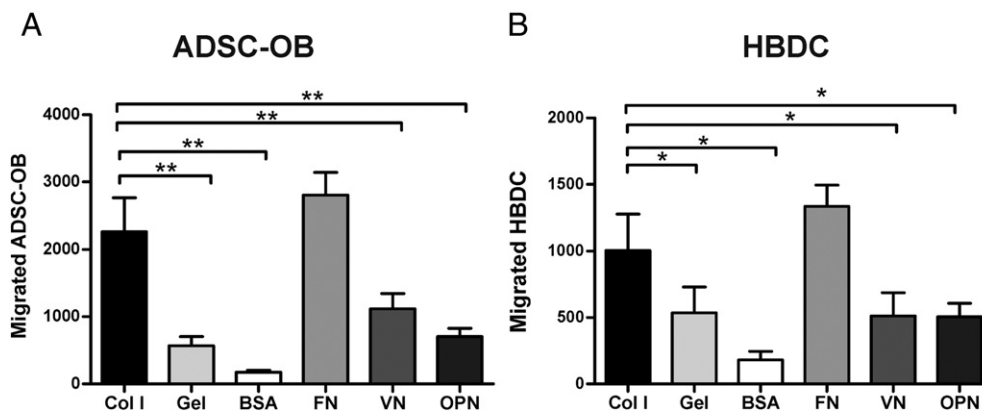 A
ADSC-OB
Migrated ADSC-OB
4000
3000
2000
1000
0
**
**
**
**
Col I Gel BSA FN VN OPN
B
HBDC
Migrated HBDC
2000
1500
1000
500
0
*
*
*
*
Col I Gel BSA FN VN OPN